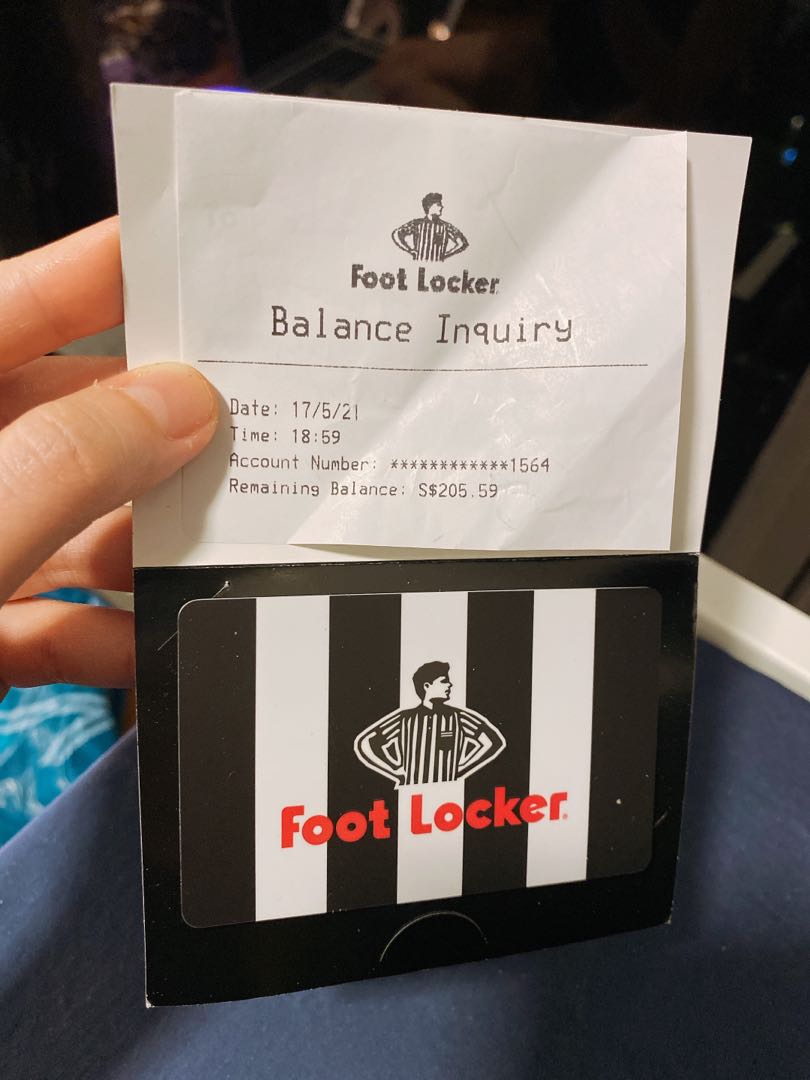 Foot Locker
Balance Inquiry
Date: 17/5/21
Time: 18:59
Account Number: ************1564
Remaining Balance: S$205.59
Foot Locker®